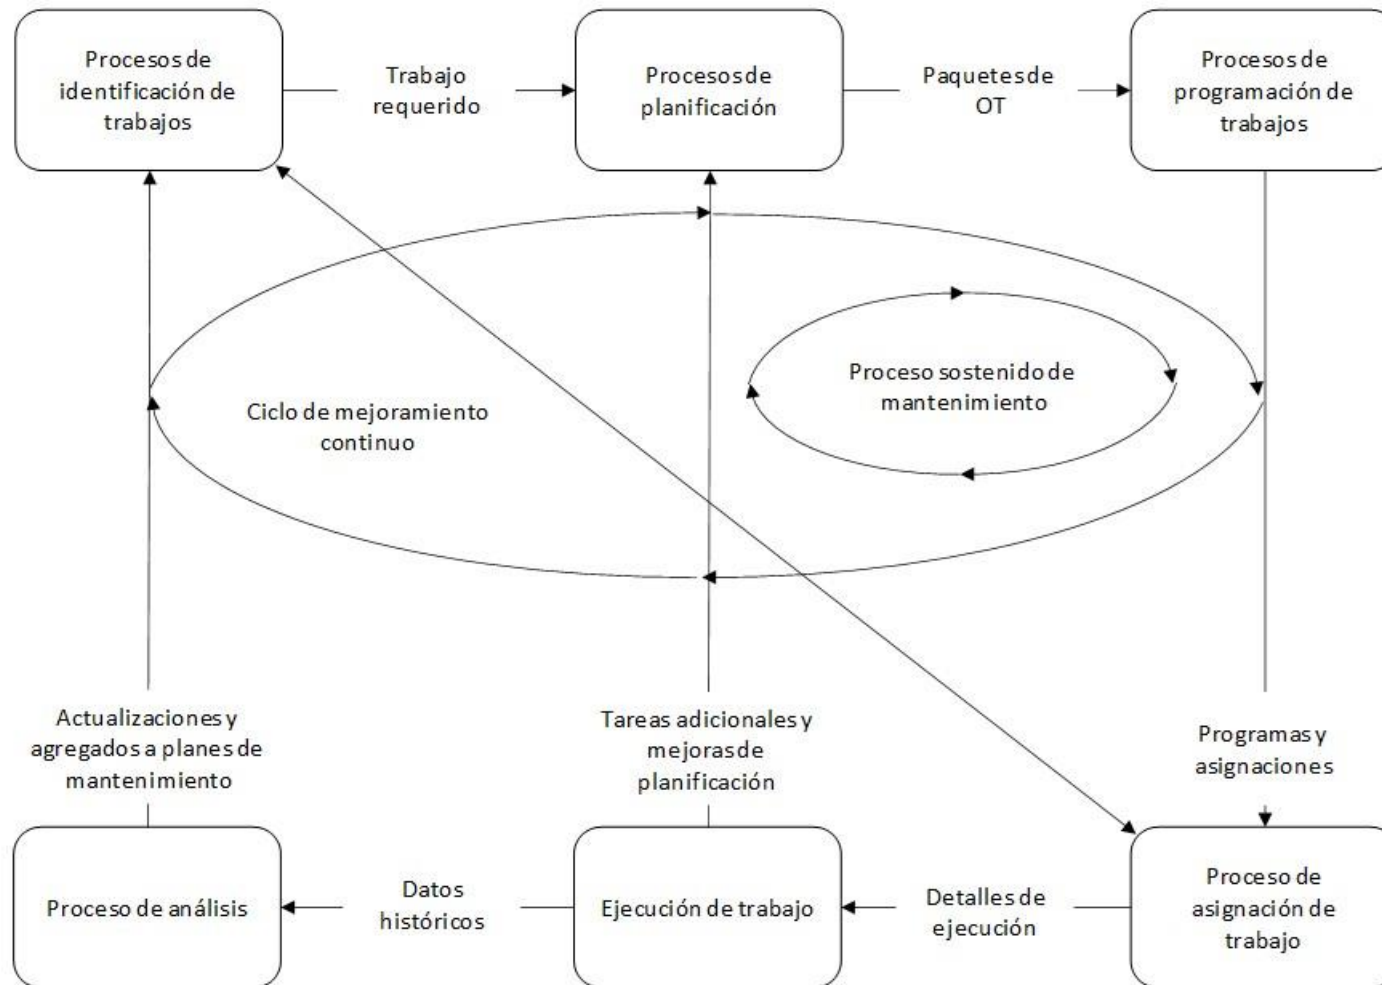 Procesos de
identificación de
trabajos
Trabajo
requerido
Procesos de
planificación
Paquetes de
OT
Procesos de
programación de
trabajos
Ciclo de mejoramiento
continuo
Proceso sostenido de
mantenimiento
Actualizaciones y
agregados a planes de
mantenimiento
Tareas adicionales y
mejoras de
planificación
Programas y
asignaciones
Proceso de análisis
Datos
históricos
Ejecución de trabajo
Detalles de
ejecución
Proceso de
asignación de
trabajo